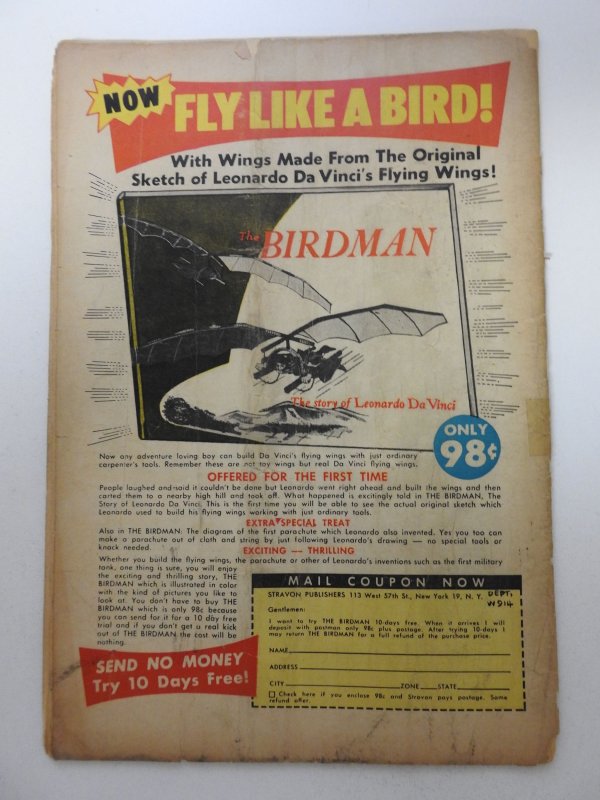 NOW
FLY LIKE A BIRD!
With Wings Made From The Original
Sketch of Leonardo Da Vinci's Flying Wings!
The BIRDMAN
The story of Leonardo Da Vinci
ONLY
98¢
Now any adventure loving boy can build Da Vinci's flying wings with just ordinary
carpenter's tools. Remember these are not toy wings but real Da Vinci flying wings.
OFFERED FOR THE FIRST TIME
People laughed and said it couldn't be done but Leonardo went right ahead and built the wings and then
carted them to a nearby high hill and took off. What happened is excitingly told in THE BIRDMAN, The
Story of Leonardo Da Vinci. This is the first time you will be able to see the actual original sketch which
Leonardo used to build his flying wings working with just ordinary tools.
EXTRA SPECIAL TREAT
Also in THE BIRDMAN: The diagram of the first parachute which Leonardo also invented. Yes you too can
make a parachute out of cloth and string by just following Leonardo's drawing — no special tools or
knack needed.
EXCITING — THRILLING
Whether you build the flying wings, the parachute or other of Leonardo's inventions such as the first military
tank, one thing is sure, you will enjoy
the exciting and thrilling story, THE
BIRDMAN which is illustrated in color
with the kind of pictures you like to
look at. You don't have to BUY THE
BIRDMAN which is only 98c because
you can send for it for a 10 day free
trial and if you don't get a real kick
out of THE BIRDMAN the cost will be
nothing.
SEND NO MONEY
Try 10 Days Free!
MAIL COUPON NOW
STRAVON PUBLISHERS 113 West 57th St., New York 19, N. Y. DEPT. W914
Gentlemen:
I want to try THE BIRDMAN 10-days free. When it arrives I will
deposit with postman only 98c plus postage. After trying 10-days I
may return THE BIRDMAN for a full refund of the purchase price.
NAME
ADDRESS
CITY ZONE STATE
☐ Check here if you enclose 98c and Stravon pays postage. Same
refund offer.